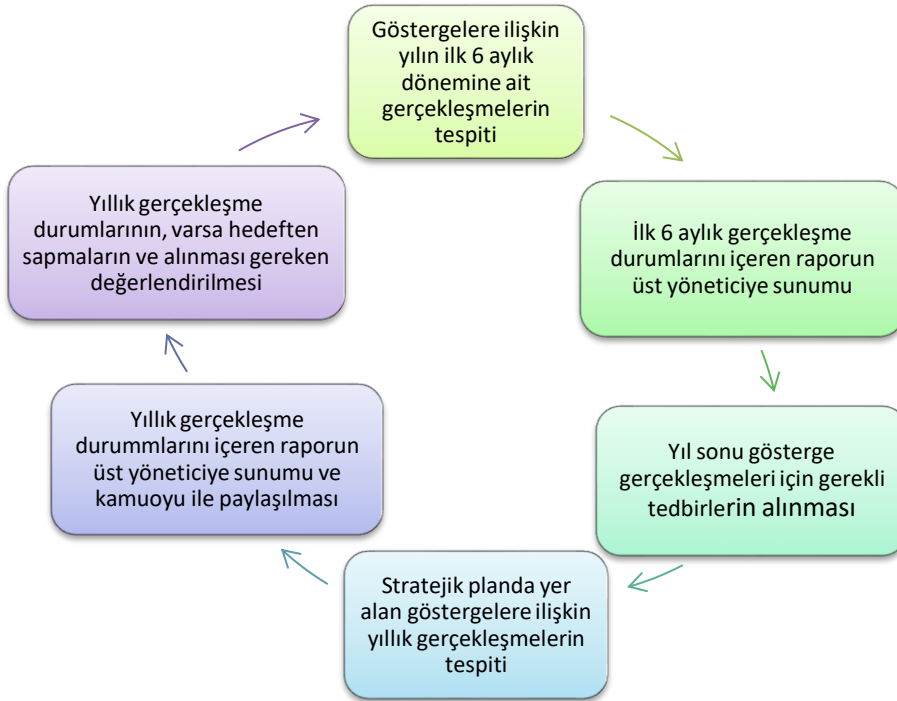 Göstergelere ilişkin
yılın ilk 6 aylık
dönemine ait
gerçekleşmelerin
tespiti
İlk 6 aylık gerçekleşme
durumlarını içeren raporun
üst yöneticiye sunumu
Yıl sonu gösterge
gerçekleşmeleri için gerekli
tedbirlerin alınması
Stratejik planda yer
alan göstergelere ilişkin
yıllık gerçekleşmelerin
tespiti
Yıllık gerçekleşme
durummlarını içeren raporun
üst yöneticiye sunumu ve
kamuoyu ile paylaşılması
Yıllık gerçekleşme
durumlarının, varsa hedeften
sapmaların ve alınması gereken
değerlendirilmesi